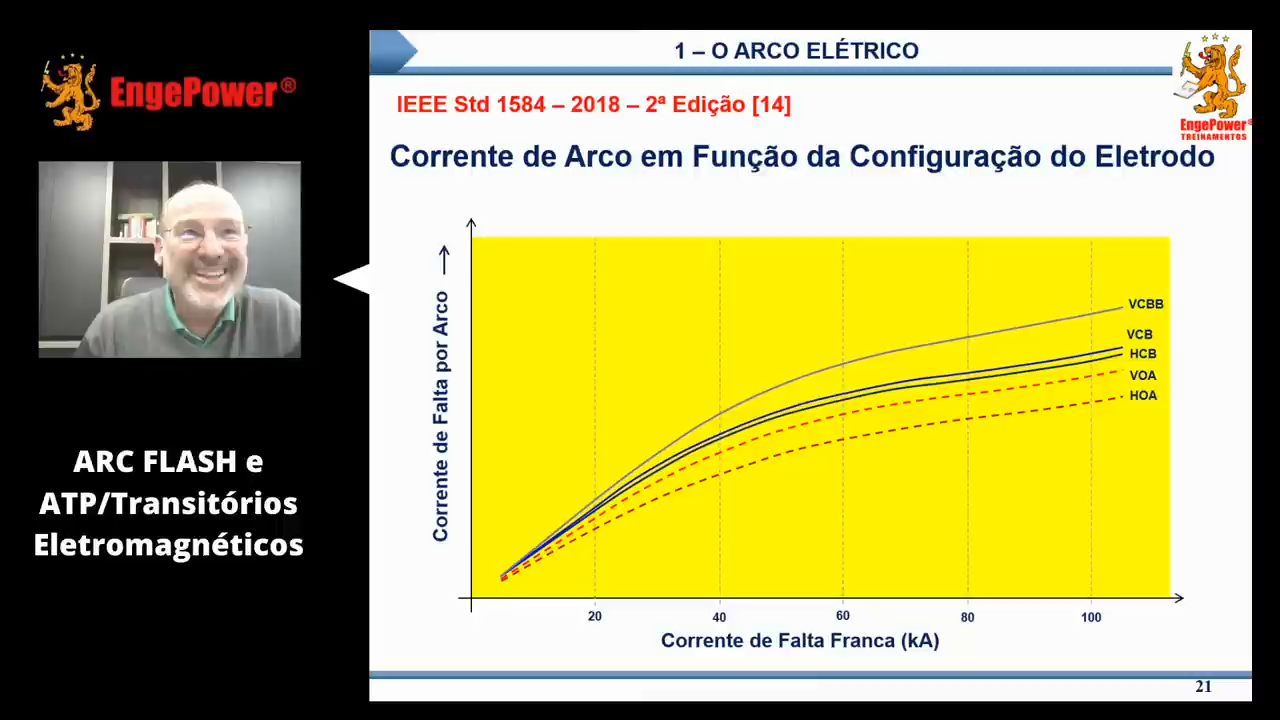 EngePower®
ARC FLASH e
ATP/Transitórios
Eletromagnéticos
1 – O ARCO ELÉTRICO
EngePower®
TREINAMENTOS
IEEE Std 1584 – 2018 – 2ª Edição [14]
Corrente de Arco em Função da Configuração do Eletrodo
Corrente de Falta por Arco
VCBB
VCB
HCB
VOA
HOA
20 40 60 80 100
Corrente de Falta Franca (kA)
21